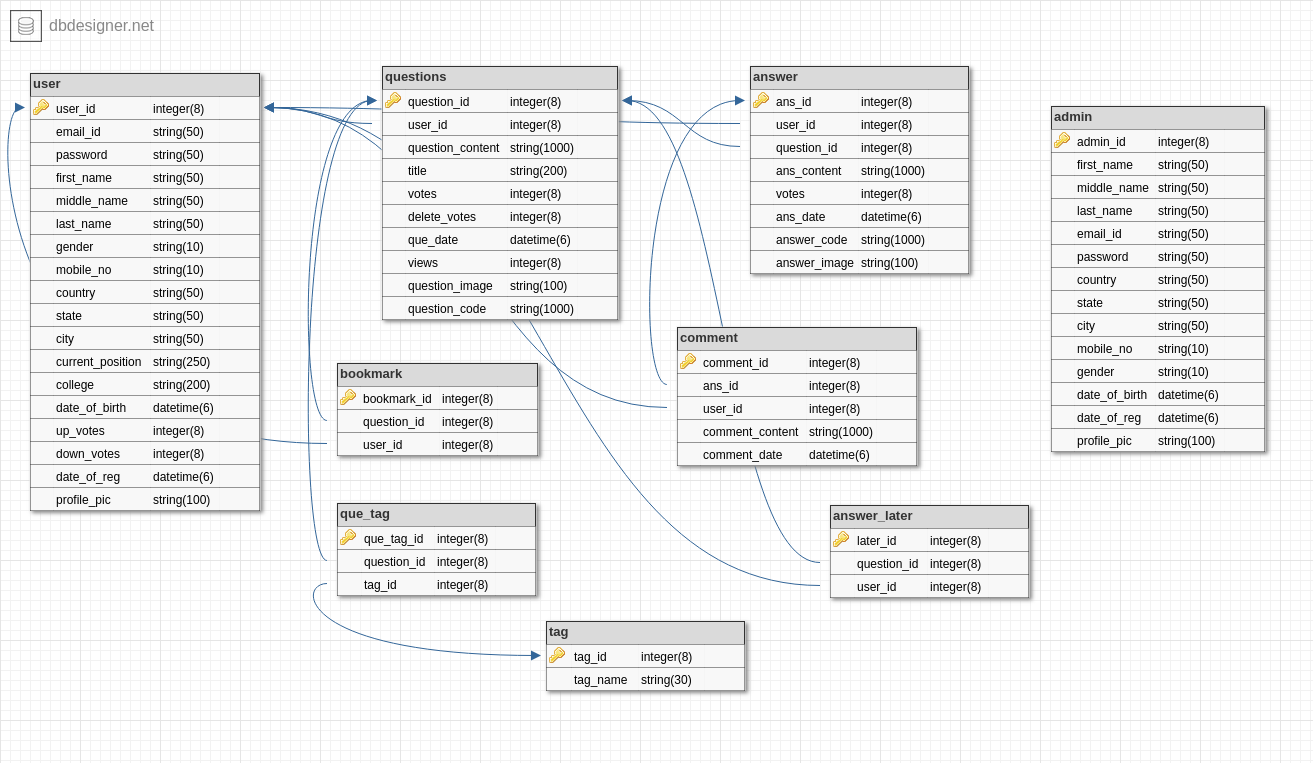 dbdesigner.net
user
user_id integer(8)
email_id string(50)
password string(50)
first_name string(50)
middle_name string(50)
last_name string(50)
gender string(10)
mobile_no string(10)
country string(50)
state string(50)
city string(50)
current_position string(250)
college string(200)
date_of_birth datetime(6)
up_votes integer(8)
down_votes integer(8)
date_of_reg datetime(6)
profile_pic string(100)
questions
question_id integer(8)
user_id integer(8)
question_content string(1000)
title string(200)
votes integer(8)
delete_votes integer(8)
que_date datetime(6)
views integer(8)
question_image string(100)
question_code string(1000)
answer
ans_id integer(8)
user_id integer(8)
question_id integer(8)
ans_content string(1000)
votes integer(8)
ans_date datetime(6)
answer_code string(1000)
answer_image string(100)
admin
admin_id integer(8)
first_name string(50)
middle_name string(50)
last_name string(50)
email_id string(50)
password string(50)
country string(50)
state string(50)
city string(50)
mobile_no string(10)
gender string(10)
date_of_birth datetime(6)
date_of_reg datetime(6)
profile_pic string(100)
bookmark
bookmark_id integer(8)
question_id integer(8)
user_id integer(8)
comment
comment_id integer(8)
ans_id integer(8)
user_id integer(8)
comment_content string(1000)
comment_date datetime(6)
que_tag
que_tag_id integer(8)
question_id integer(8)
tag_id integer(8)
answer_later
later_id integer(8)
question_id integer(8)
user_id integer(8)
tag
tag_id integer(8)
tag_name string(30)